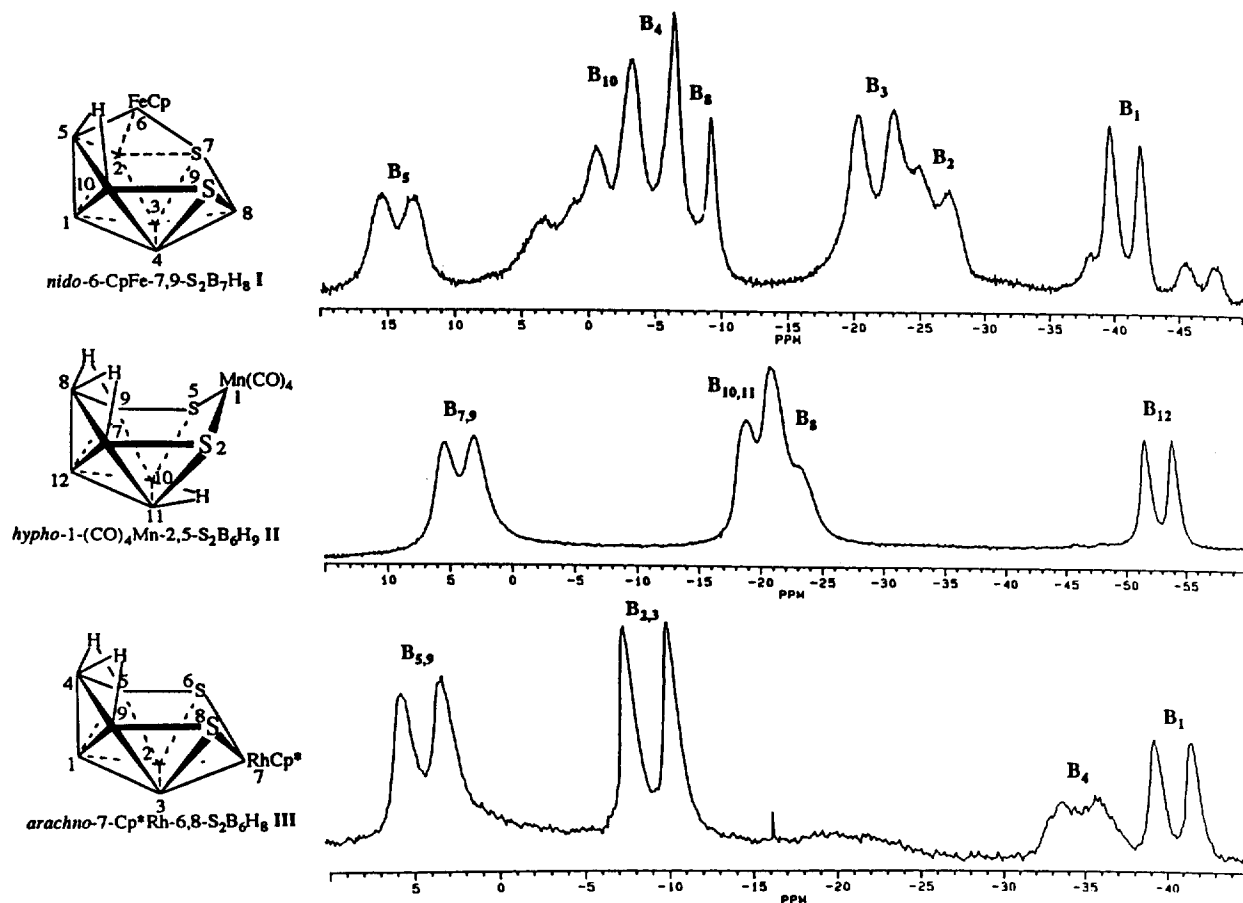 B₄
B₁₀
B₈
B₃
B₂
B₁
B₅
H
FeCp
5
6
S 7
2
10
9
S
8
1
3
4
nido-6-CpFe-7,9-S₂B₇H₈ I
15 10 5 0 -5 -10 -15 -20 -25 -30 -35 -40 -45
PPM
H
H
8
5
S
Mn(CO)₄
1
9
7
S 2
12
10
H
11
hypho-1-(CO)₄Mn-2,5-S₂B₆H₉ II
B₇,₉
B₁₀,₁₁
B₈
B₁₂
10 5 0 -5 -10 -15 -20 -25 -30 -35 -40 -45 -50 -55
PPM
H
H
4
5
6 S
9
8 S
1
2
RhCp*
7
3
arachno-7-Cp*Rh-6,8-S₂B₆H₈ III
B₅,₉
B₂,₃
B₄
B₁
5 0 -5 -10 -15 -20 -25 -30 -35 -40
PPM